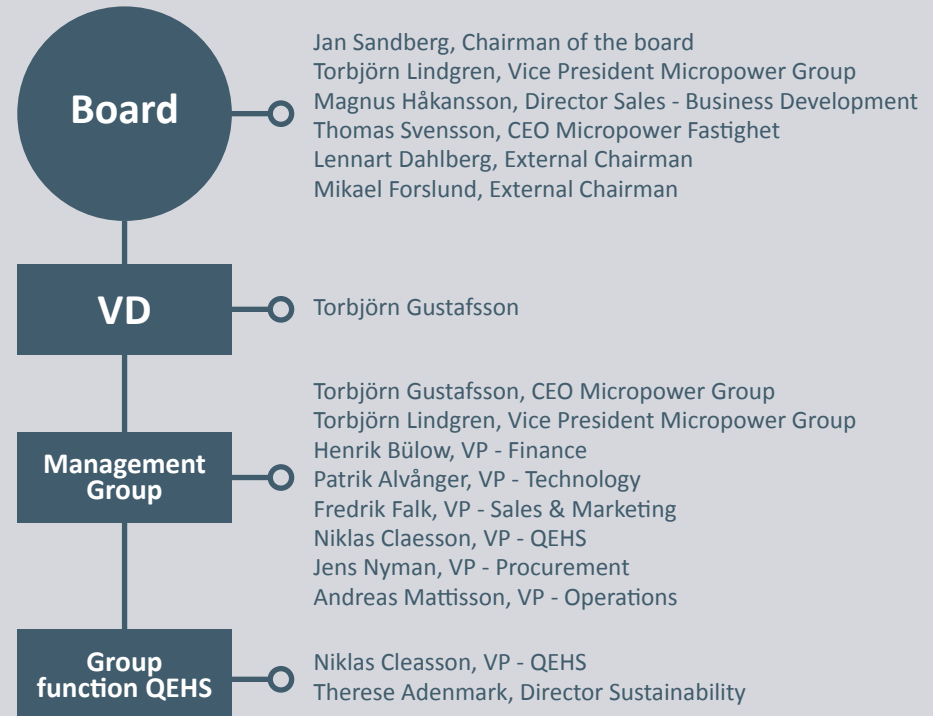 Board
Jan Sandberg, Chairman of the board
Torbjörn Lindgren, Vice President Micropower Group
Magnus Håkansson, Director Sales - Business Development
Thomas Svensson, CEO Micropower Fastighet
Lennart Dahlberg, External Chairman
Mikael Forslund, External Chairman
VD
Torbjörn Gustafsson
Management
Group
Torbjörn Gustafsson, CEO Micropower Group
Torbjörn Lindgren, Vice President Micropower Group
Henrik Bülow, VP - Finance
Patrik Alvånger, VP - Technology
Fredrik Falk, VP - Sales & Marketing
Niklas Claesson, VP - QEHS
Jens Nyman, VP - Procurement
Andreas Mattisson, VP - Operations
Group
function QEHS
Niklas Cleasson, VP - QEHS
Therese Adenmark, Director Sustainability